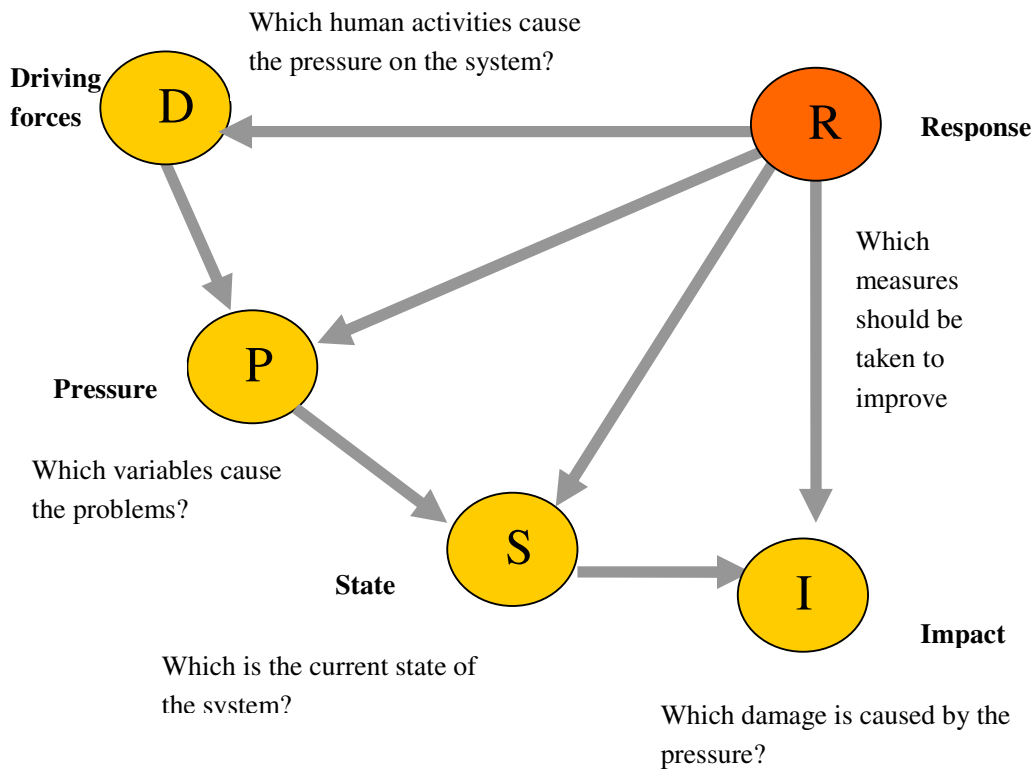 Which human activities cause
the pressure on the system?
Driving
forces
D
R
Response
Which
measures
should be
taken to
improve
P
Pressure
Which variables cause
the problems?
S
State
I
Impact
Which is the current state of
the system?
Which damage is caused by the
pressure?